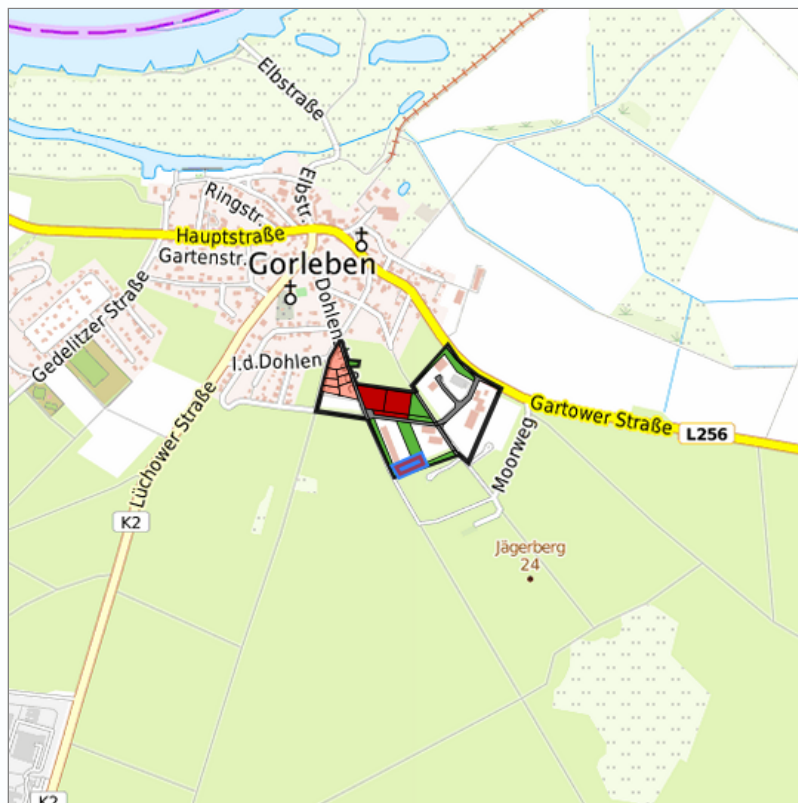 Elbstraße
Elbstr.
Ringstr.
Hauptstraße
Gartenstr.
Gorleben
Gedelitzer Straße
Dohlen
I.d.Dohlen
Gartower Straße
L256
Lüchower Straße
Moorweg
K2
Jägerberg
24
K2